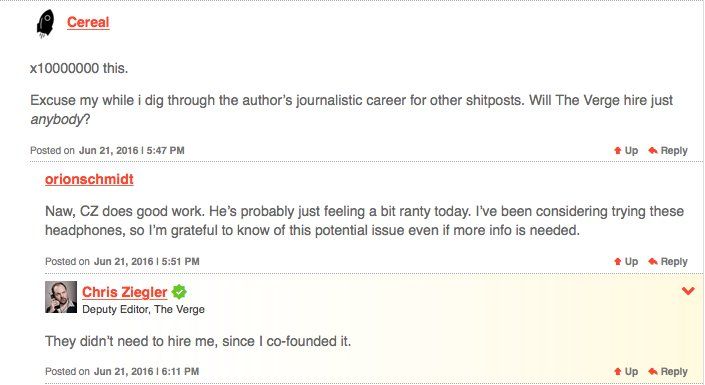 Cereal
x10000000 this.
Excuse my while i dig through the author's journalistic career for other shitposts. Will The Verge hire just
anybody?
Posted on Jun 21, 2016 | 5:47 PM Up Reply
orionschmidt
Naw, CZ does good work. He's probably just feeling a bit ranty today. I've been considering trying these
headphones, so I'm grateful to know of this potential issue even if more info is needed.
Posted on Jun 21, 2016 | 5:51 PM Up Reply
Chris Ziegler
Deputy Editor, The Verge
They didn't need to hire me, since I co-founded it.
Posted on Jun 21, 2016 | 6:11 PM Up Reply